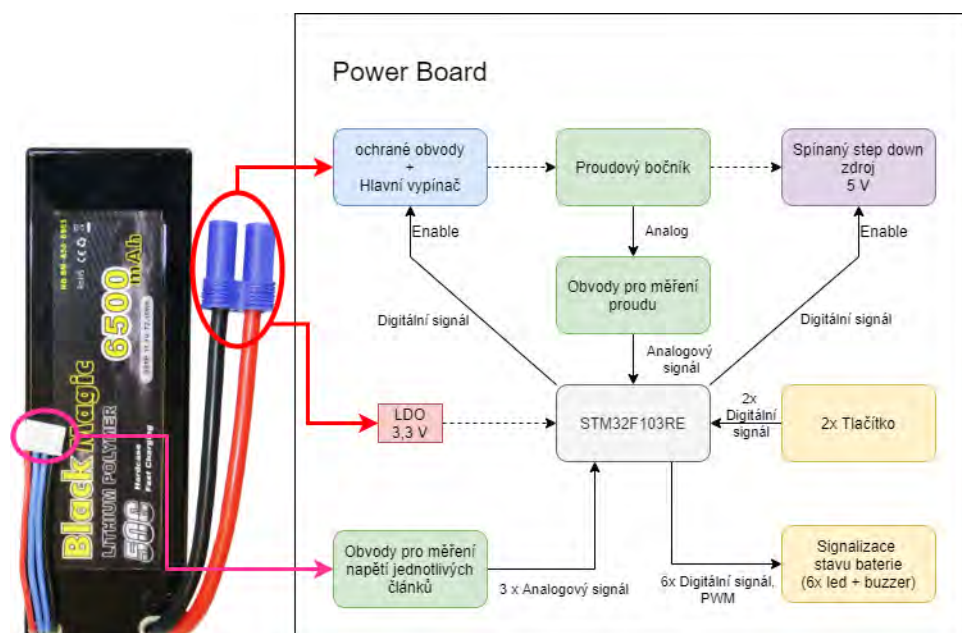 Power Board
ochrané obvody
+
Hlavní vypínač
Proudový bočník
Spínaný step down
zdroj
5 V
Enable
Analog
Enable
Obvody pro měření
proudu
Digitální signál
Digitální signál
Analogový
signál
LDO
3,3 V
STM32F103RE
2x
Digitální
signál
2x Tlačítko
Obvody pro měření
napětí jednotlivých
článků
3 x Analogový signál
6x Digitální signál,
PWM
Signalizace
stavu baterie
(6x led + buzzer)
Black Magic
LITHIUM POLYMER
6500
mAh
50C
Hardcase
Fast Charging
RoHS